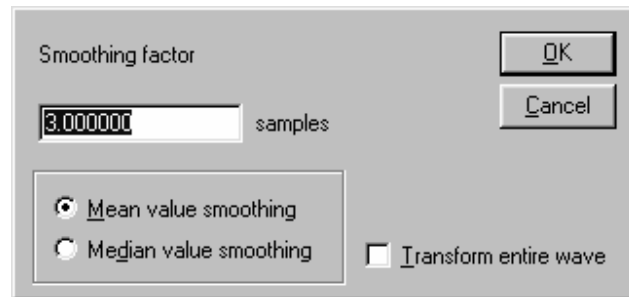 Smoothing factor
OK
3.000000
samples
Cancel
Mean value smoothing
Median value smoothing
Transform entire wave